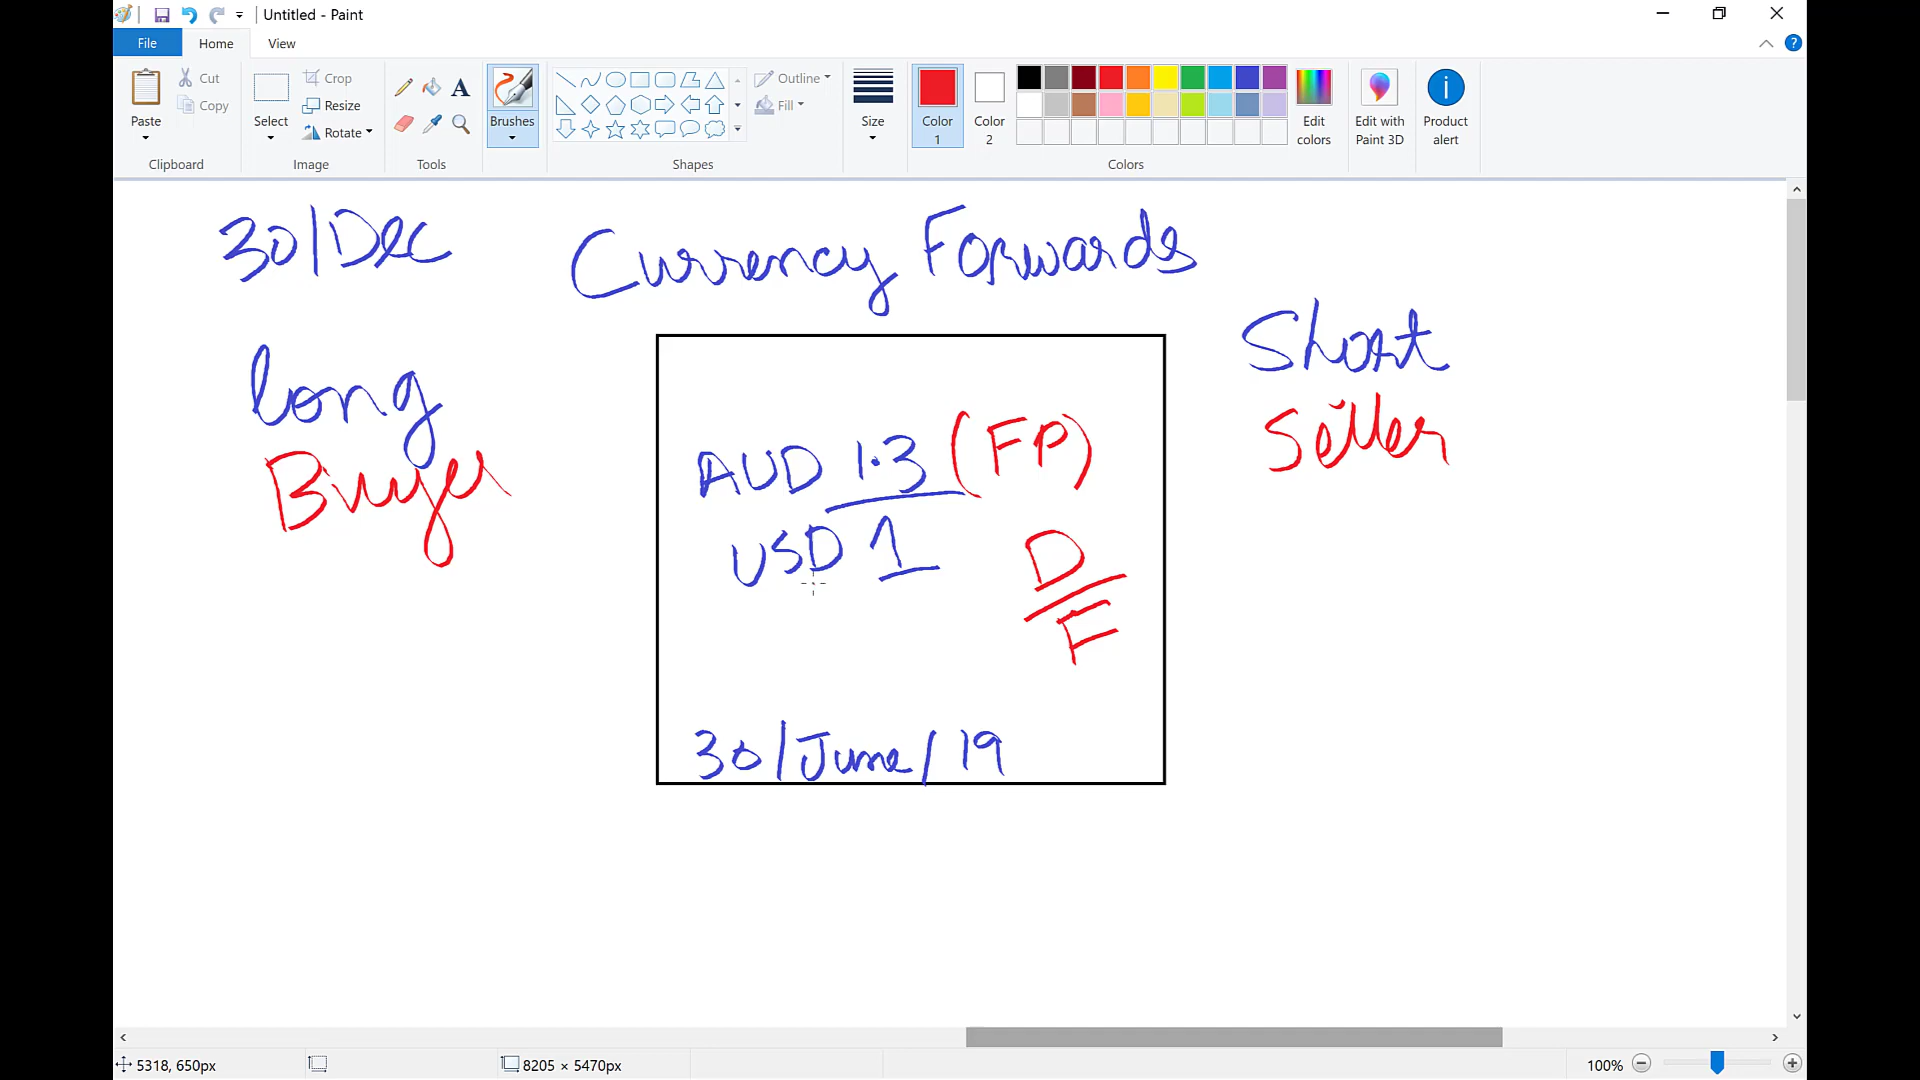 Untitled - Paint
File Home View
Paste
Cut
Copy
Clipboard
Select
Crop
Resize
Rotate
Image
A
Tools
Brushes
Shapes
Outline
Fill
Size
Color 1
Color 2
Edit colors
Colors
Edit with Paint 3D
Product alert
30/Dec
Currency Forwards
long
Buyer
Short
Seller
AUD 1.3 (FP)
USD 1
D
F
30/June/19
5318, 650px
8205 × 5470px
100%